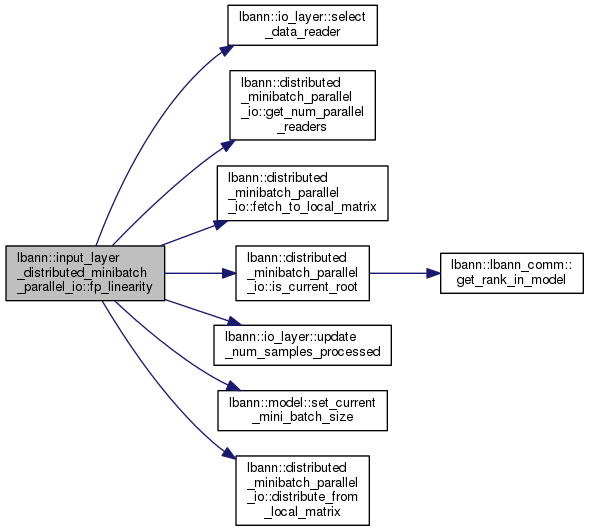 lbann::io_layer::select
_data_reader
lbann::distributed
_minibatch_parallel
_io::get_num_parallel
_readers
lbann::distributed
_minibatch_parallel
_io::fetch_to_local_matrix
lbann::input_layer
_distributed_minibatch
_parallel_io::fp_linearity
lbann::distributed
_minibatch_parallel
_io::is_current_root
lbann::lbann_comm::
get_rank_in_model
lbann::io_layer::update
_num_samples_processed
lbann::model::set_current
_mini_batch_size
lbann::distributed
_minibatch_parallel
_io::distribute_from
_local_matrix